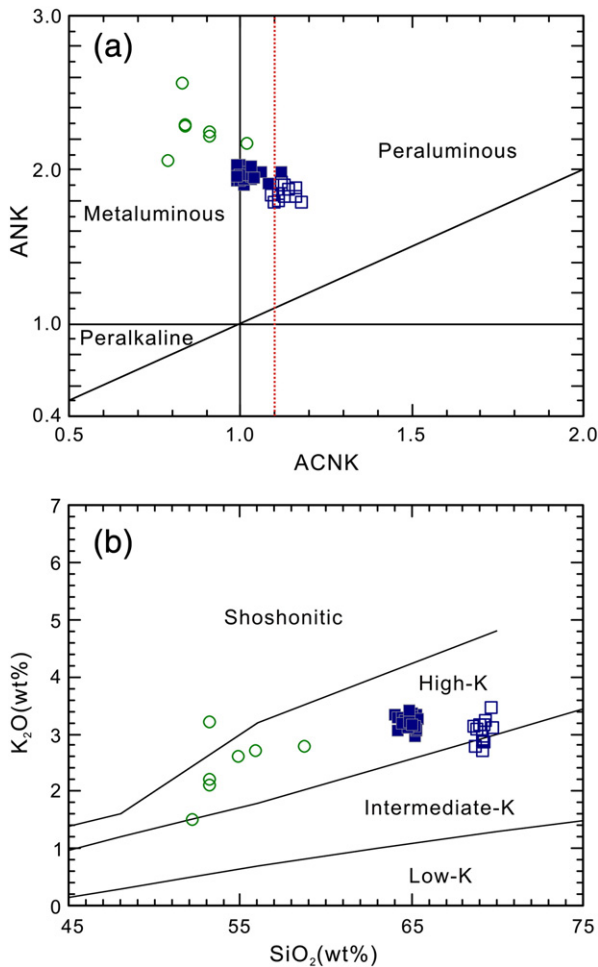 (a)
3.0
2.0
1.0
0.4
ANK
Peraluminous
Metaluminous
Peralkaline
0.5 1.0 1.5 2.0
ACNK
(b)
7
6
5
4
3
2
1
0
K₂O(wt%)
Shoshonitic
High-K
Intermediate-K
Low-K
45 55 65 75
SiO₂(wt%)